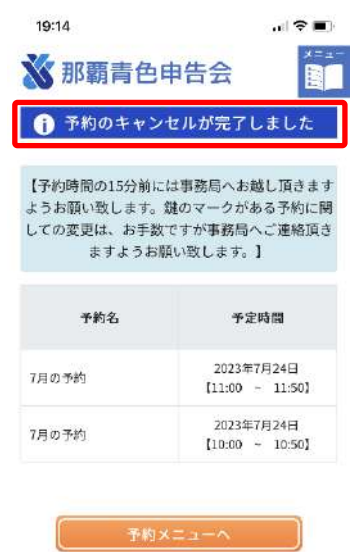 19:14
那覇青色申告会
メニュー
予約のキャンセルが完了しました
【予約時間の15分前には事務局へお越し頂きます
ようお願い致します。鍵のマークがある予約に関
しての変更は、お手数ですが事務局へご連絡頂き
ますようお願い致します。】
予約名 予定時間
7月の予約 2023年7月24日
【11:00 ～ 11:50】
7月の予約 2023年7月24日
【10:00 ～ 10:50】
予約メニューへ